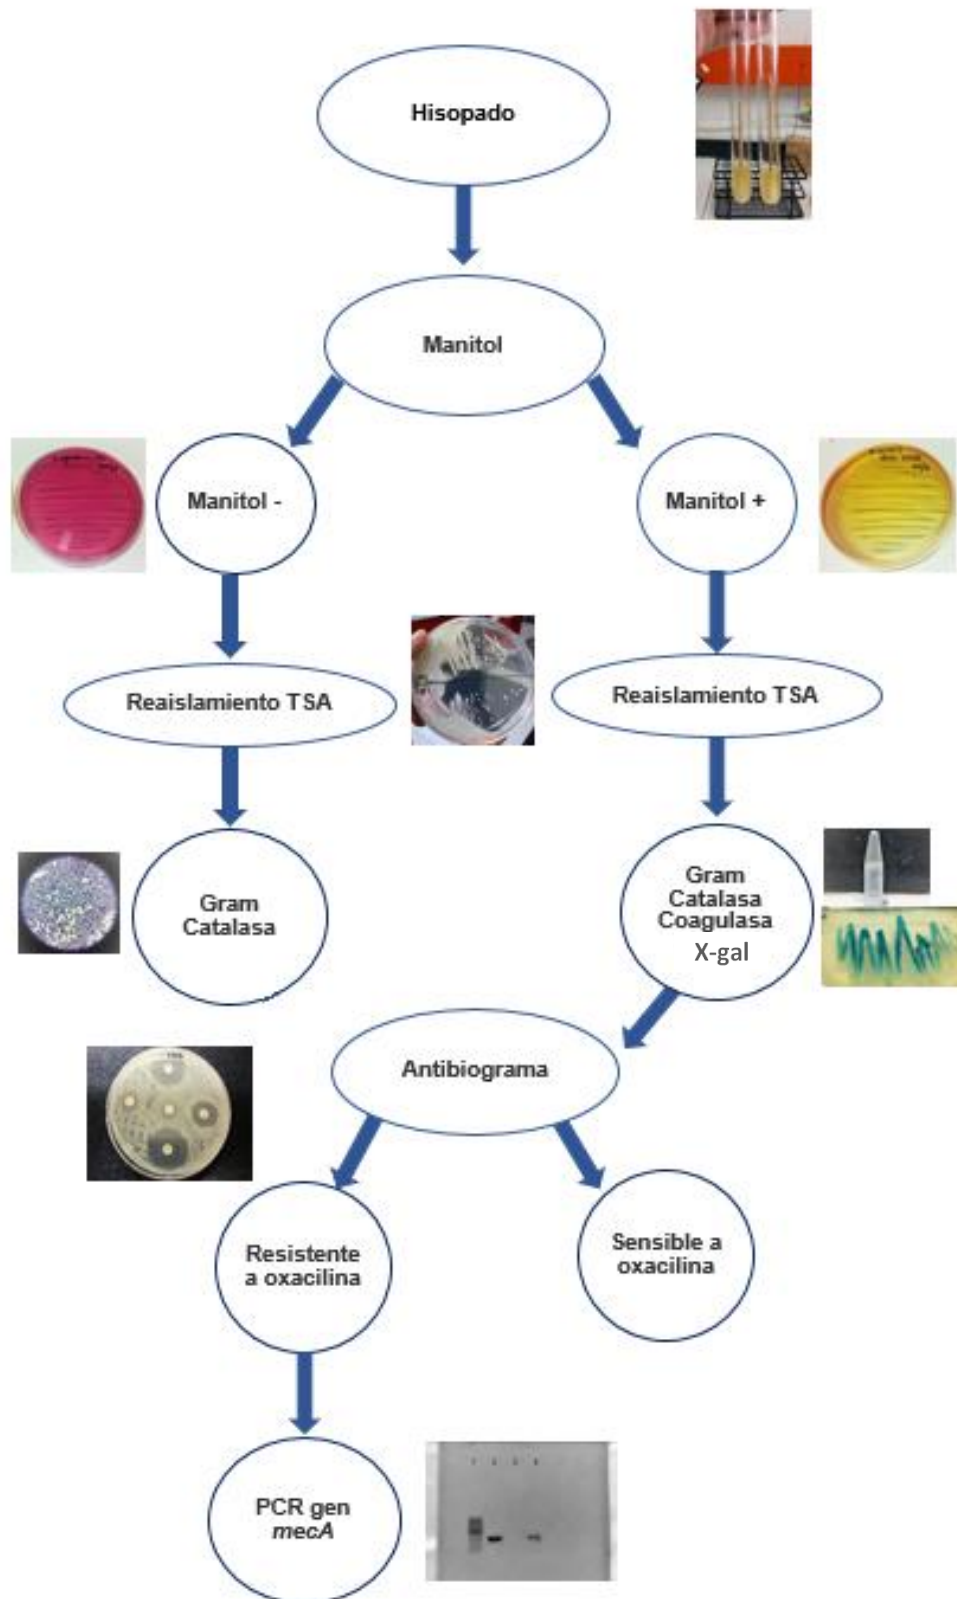 Hisopado
Manitol
Manitol -
Manitol +
Reaislamiento TSA
Reaislamiento TSA
Gram
Catalasa
Gram
Catalasa
Coagulasa
X-gal
Antibiograma
Resistente
a oxacilina
Sensible a
oxacilina
PCR gen
mecA